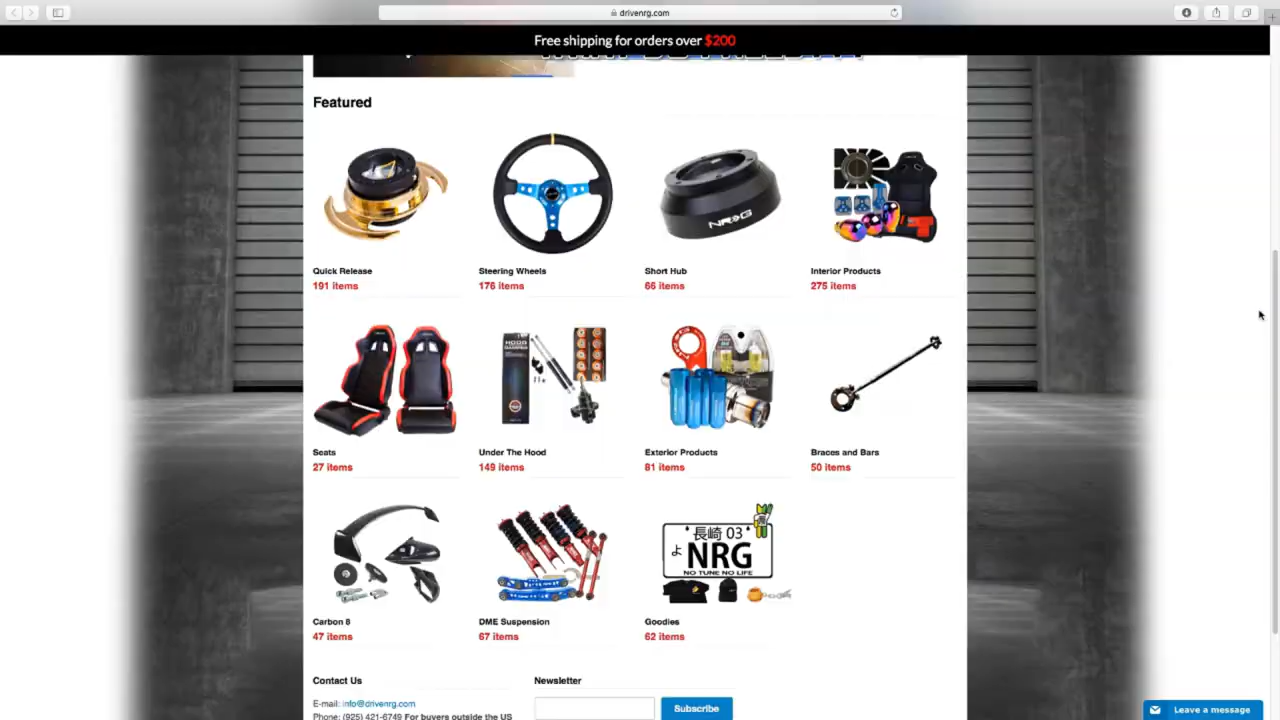 drivenrg.com
Free shipping for orders over $200
Featured
NRG
Quick Release
191 items
Steering Wheels
176 items
Short Hub
66 items
Interior Products
275 items
HOOD
DAMPER
Seats
27 items
Under The Hood
149 items
Exterior Products
81 items
Braces and Bars
50 items
長崎 03
よ NRG
NO TUNE NO LIFE
Carbon 8
47 items
DME Suspension
67 items
Goodies
62 items
Contact Us
Newsletter
E-mail: info@drivenrg.com
Subscribe
Phone: (925) 421-6749 For buyers outside the US
Leave a message